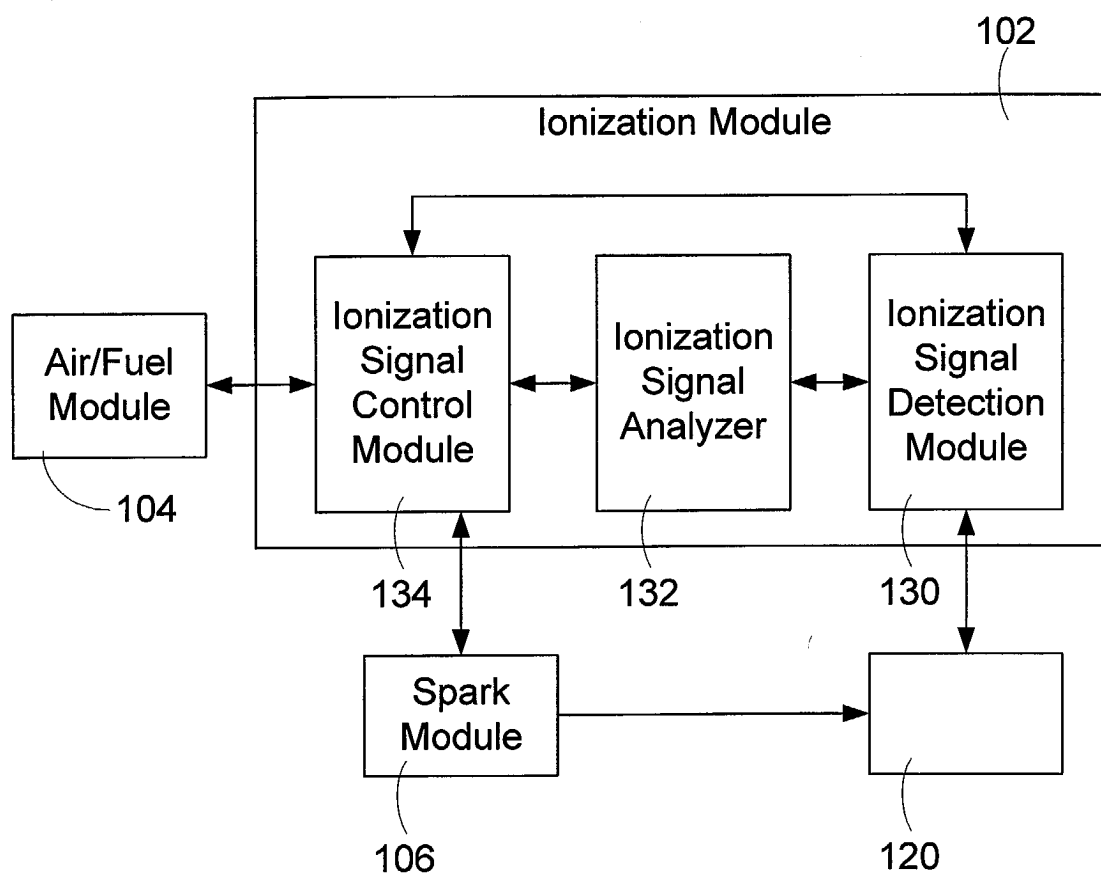 102
Ionization Module
Ionization
Signal
Control
Module
Ionization
Signal
Analyzer
Ionization
Signal
Detection
Module
Air/Fuel
Module
104
134
132
130
Spark
Module
106
120